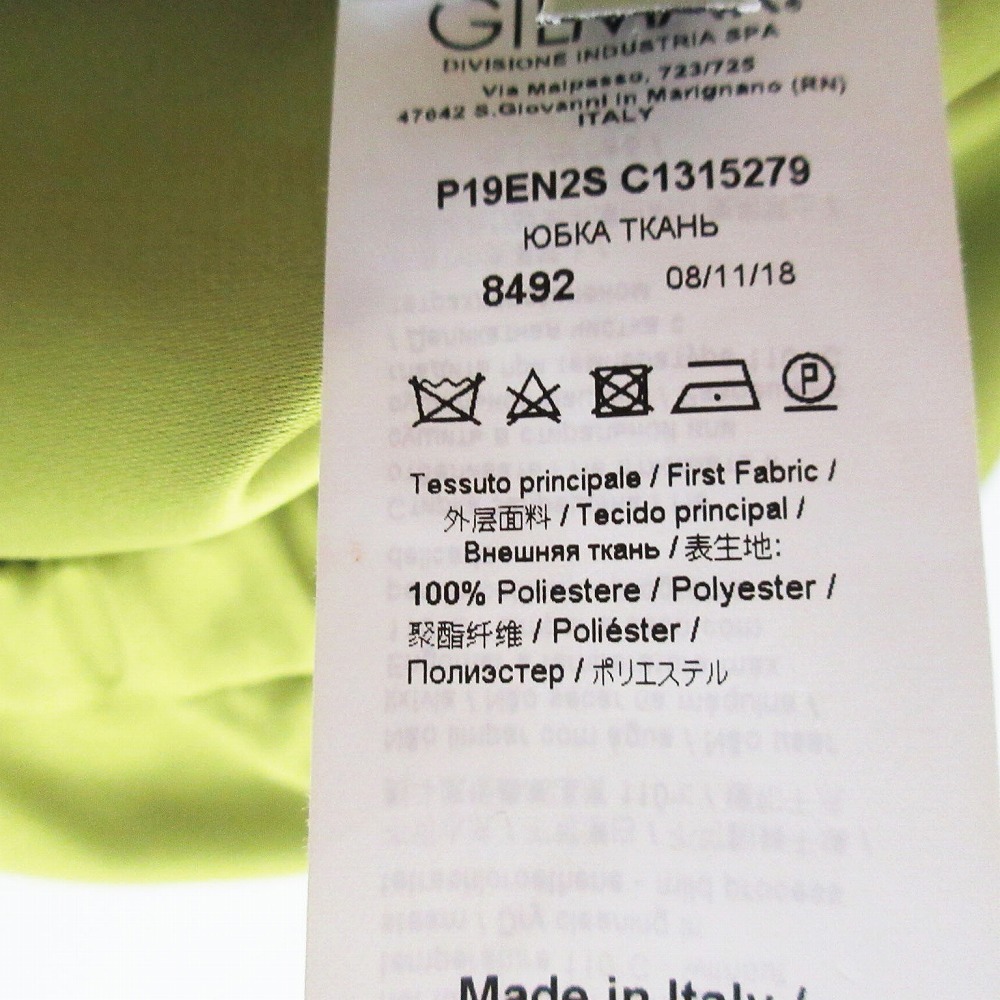 GILMAR
DIVISIONE INDUSTRIA SPA
Via Malpasso, 723/725
47842 S.Giovanni in Marignano (RN)
ITALY
P19EN2S C1315279
ЮБКА ТКАНЬ
8492 08/11/18
P
Tessuto principale / First Fabric /
外层面料 / Tecido principal /
Внешняя ткань / 表生地:
100% Poliestere / Polyester /
聚酯纤维 / Poliéster /
Полиэстер / ポリエステル
Made in Italy /